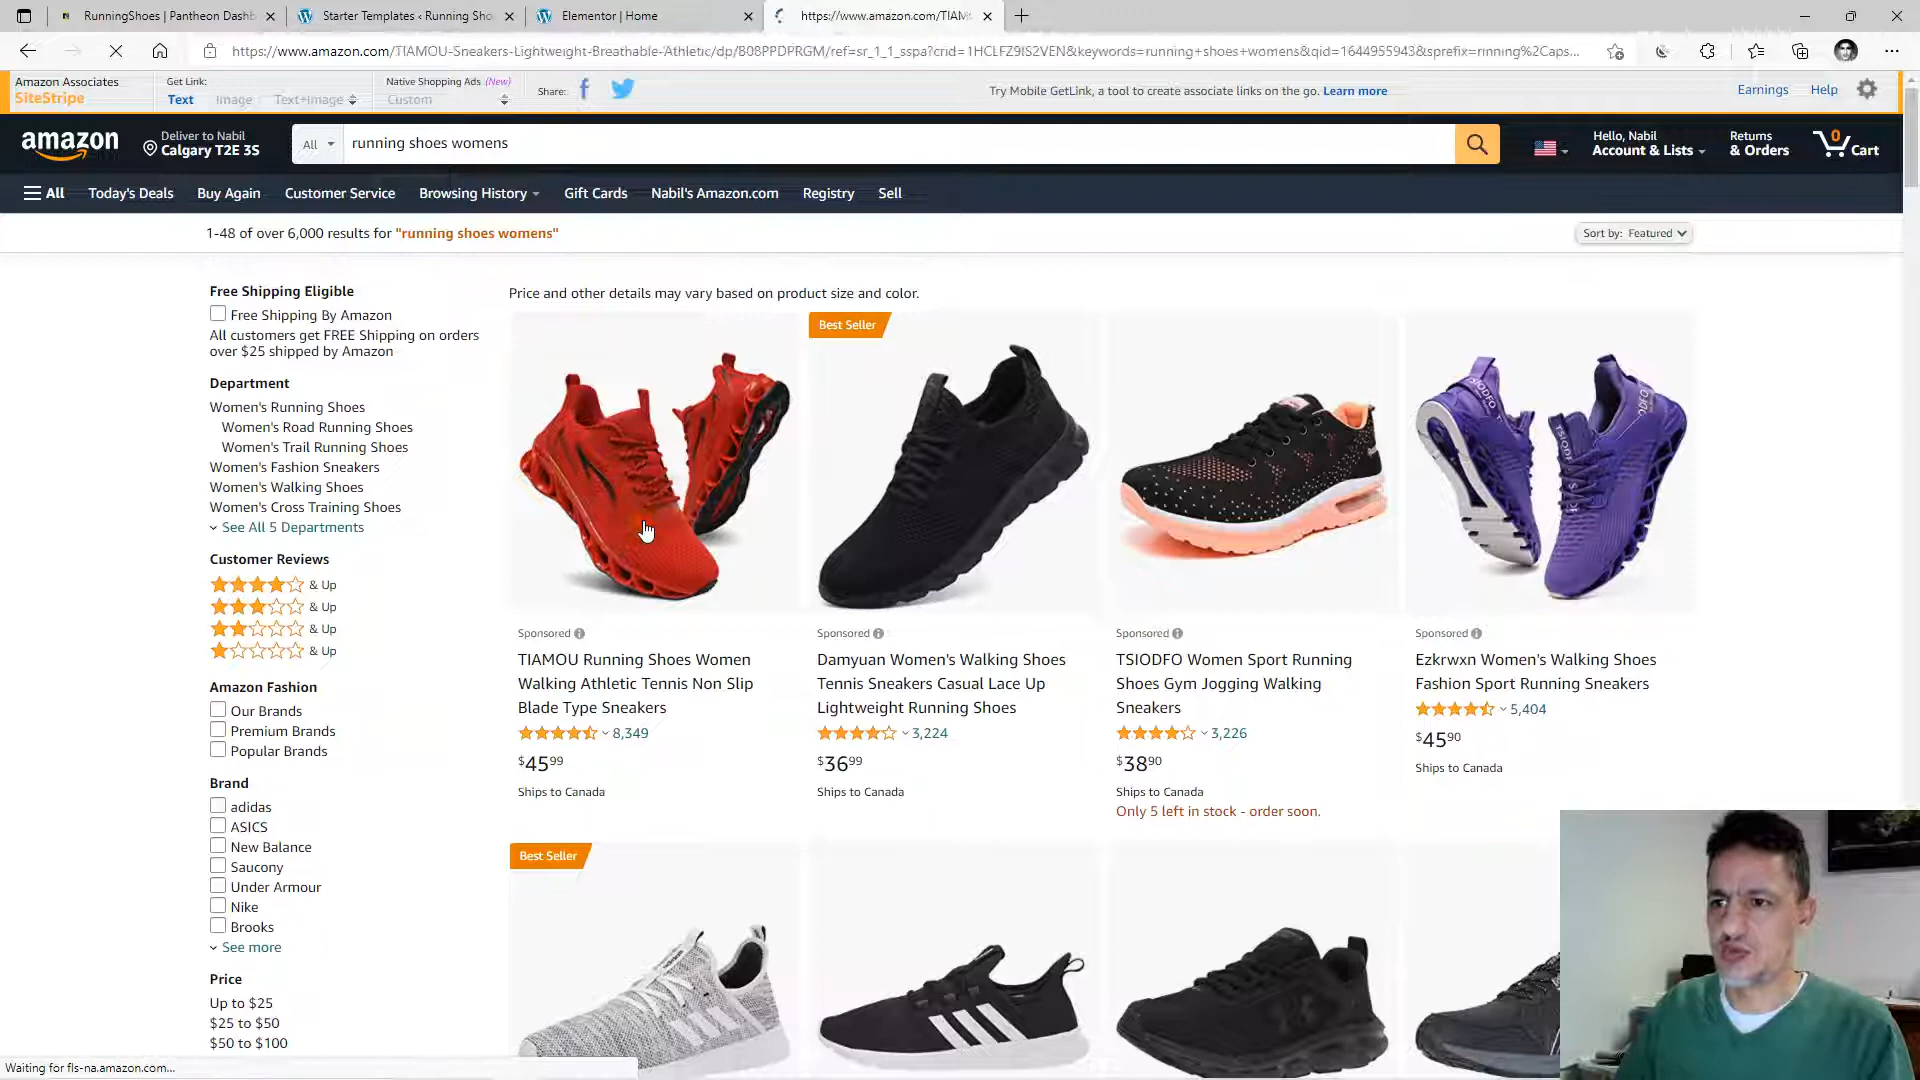 RunningShoes | Pantheon Dashb
Starter Templates ‹ Running Sho
Elementor | Home
https://www.amazon.com/TIAM
https://www.amazon.com/TIAMOU-Sneakers-Lightweight-Breathable-Athletic/dp/B08PPDPRGM/ref=sr_1_1_sspa?crid=1HCLFZ9IS2VEN&keywords=running+shoes+womens&qid=1644955943&sprefix=rinning%2Caps...
Amazon Associates
SiteStripe
Get Link:
Text
Image
Text+Image
Native Shopping Ads (New)
Custom
Share:
Try Mobile GetLink, a tool to create associate links on the go. Learn more
Earnings
Help
amazon
Deliver to Nabil
Calgary T2E 3S
All
running shoes womens
Hello, Nabil
Account & Lists
Returns
& Orders
0
Cart
All
Today's Deals
Buy Again
Customer Service
Browsing History
Gift Cards
Nabil's Amazon.com
Registry
Sell
1-48 of over 6,000 results for "running shoes womens"
Sort by: Featured
Free Shipping Eligible
Free Shipping By Amazon
All customers get FREE Shipping on orders
over $25 shipped by Amazon
Department
Women's Running Shoes
Women's Road Running Shoes
Women's Trail Running Shoes
Women's Fashion Sneakers
Women's Walking Shoes
Women's Cross Training Shoes
See All 5 Departments
Customer Reviews
& Up
& Up
& Up
& Up
Amazon Fashion
Our Brands
Premium Brands
Popular Brands
Brand
adidas
ASICS
New Balance
Saucony
Under Armour
Nike
Brooks
See more
Price
Up to $25
$25 to $50
$50 to $100
Price and other details may vary based on product size and color.
Sponsored
TIAMOU Running Shoes Women
Walking Athletic Tennis Non Slip
Blade Type Sneakers
8,349
$45 99
Ships to Canada
Best Seller
Sponsored
Damyuan Women's Walking Shoes
Tennis Sneakers Casual Lace Up
Lightweight Running Shoes
3,224
$36 99
Ships to Canada
Sponsored
TSIODFO Women Sport Running
Shoes Gym Jogging Walking
Sneakers
3,226
$38 90
Ships to Canada
Only 5 left in stock - order soon.
TSIODFO
TSIODFO
Sponsored
Ezkrwxn Women's Walking Shoes
Fashion Sport Running Sneakers
5,404
$45 90
Ships to Canada
Best Seller
Waiting for fls-na.amazon.com...